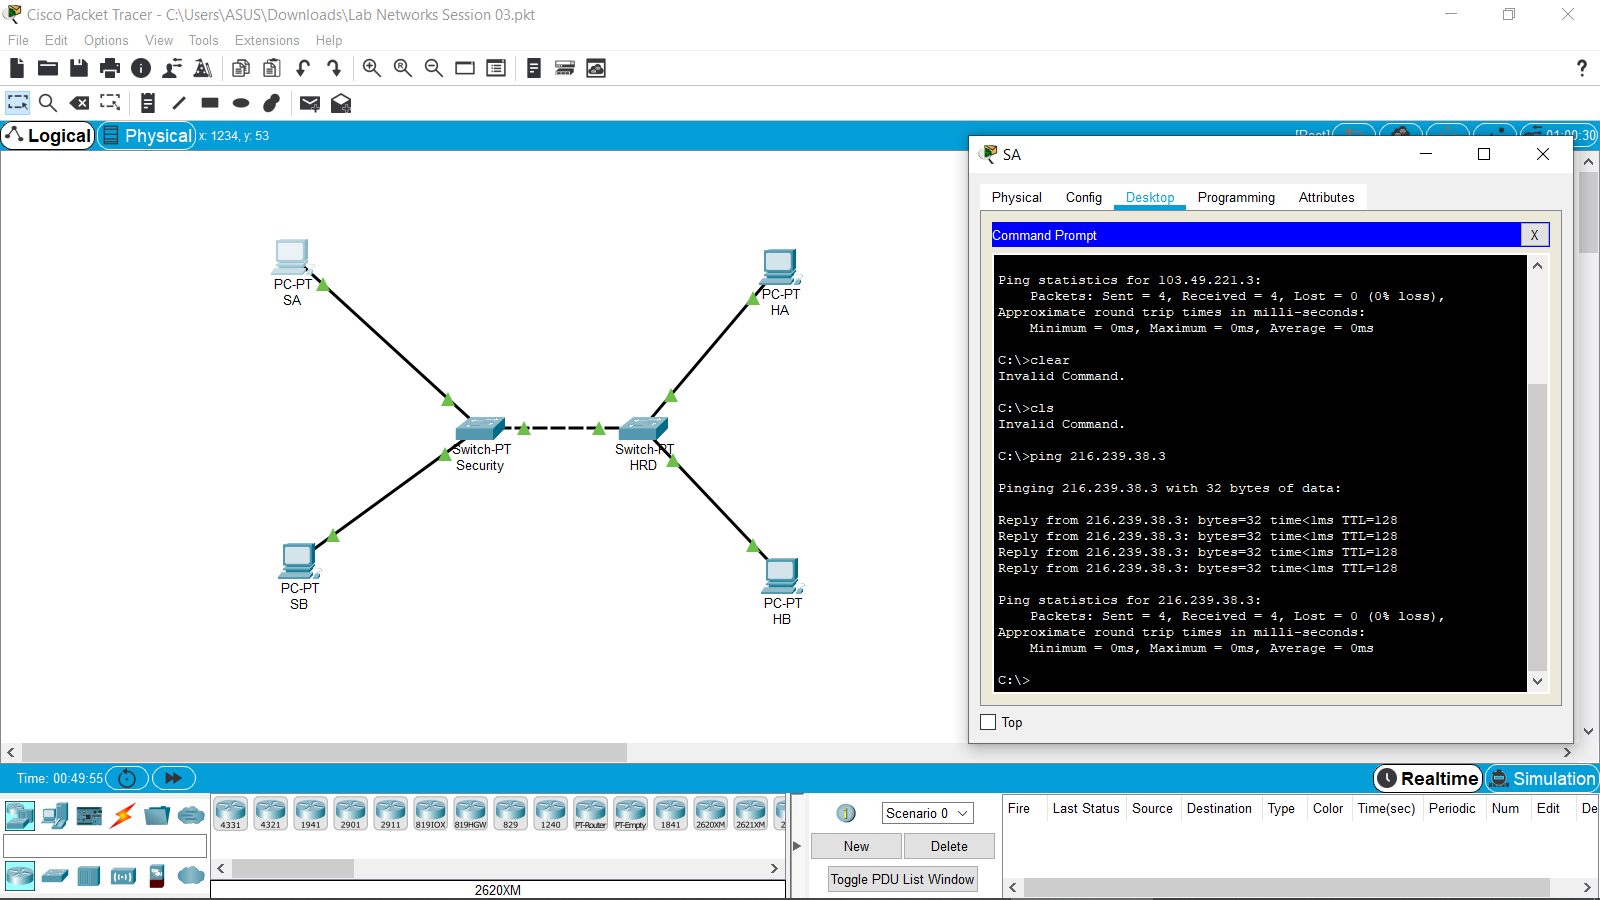 Cisco Packet Tracer - C:\Users\ASUS\Downloads\Lab Networks Session 03.pkt
File Edit Options View Tools Extensions Help
Logical Physical x: 1234, y: 53
[Root] 01:00:30
PC-PT
SA
PC-PT
HA
Switch-PT
Security
Switch-PT
HRD
PC-PT
SB
PC-PT
HB
SA
Physical Config Desktop Programming Attributes
Command Prompt X
Ping statistics for 103.49.221.3:
Packets: Sent = 4, Received = 4, Lost = 0 (0% loss),
Approximate round trip times in milli-seconds:
Minimum = 0ms, Maximum = 0ms, Average = 0ms
C:\>clear
Invalid Command.
C:\>cls
Invalid Command.
C:\>ping 216.239.38.3
Pinging 216.239.38.3 with 32 bytes of data:
Reply from 216.239.38.3: bytes=32 time<1ms TTL=128
Reply from 216.239.38.3: bytes=32 time<1ms TTL=128
Reply from 216.239.38.3: bytes=32 time<1ms TTL=128
Reply from 216.239.38.3: bytes=32 time<1ms TTL=128
Ping statistics for 216.239.38.3:
Packets: Sent = 4, Received = 4, Lost = 0 (0% loss),
Approximate round trip times in milli-seconds:
Minimum = 0ms, Maximum = 0ms, Average = 0ms
C:\>
Top
Time: 00:49:55
Realtime Simulation
4331 4321 1941 2901 2911 819IOX 819HGW 829 1240 PT-Router PT-Empty 1841 2620XM 2621XM 2
2620XM
Scenario 0
New Delete
Toggle PDU List Window
Fire Last Status Source Destination Type Color Time(sec) Periodic Num Edit De